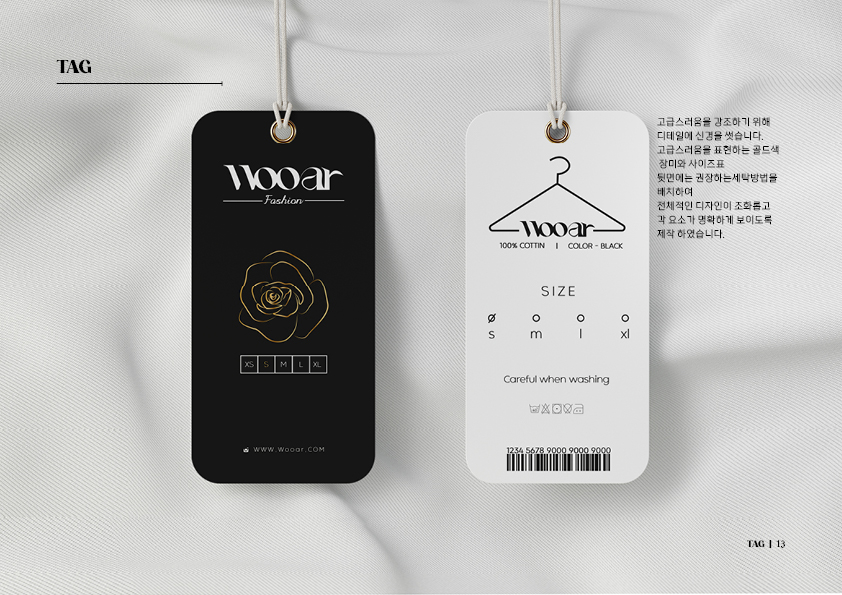 TAG
Wooar
Fashion
XS S M L XL
WWW.Wooar.COM
Wooar
100% COTTIN | COLOR - BLACK
SIZE
s m l xl
Careful when washing
1234 5678 9000 9000 9000
고급스러움을 강조하기 위해
디테일에 신경을 썻습니다.
고급스러움을 표현하는 골드색
장미와 사이즈표
뒷면에는 권장하는세탁방법을
배치하여
전체적인 디자인이 조화롭고
각 요소가 명확하게 보이도록
제작 하였습니다.
TAG | 13